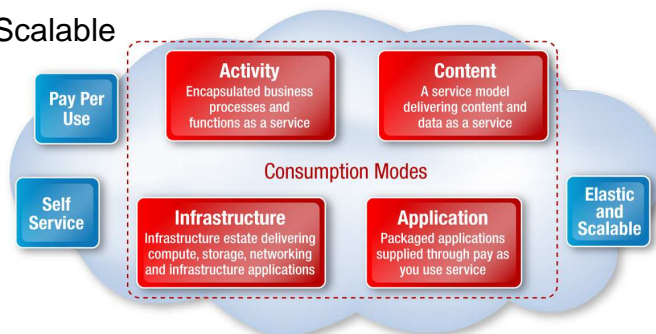 Scalable
Activity
Encapsulated business
processes and
functions as a service
Content
A service model
delivering content and
data as a service
Pay Per
Use
Consumption Modes
Self
Service
Infrastructure
Infrastructure estate delivering
compute, storage, networking
and infrastructure applications
Application
Packaged applications
supplied through pay as
you use service
Elastic
and
Scalable